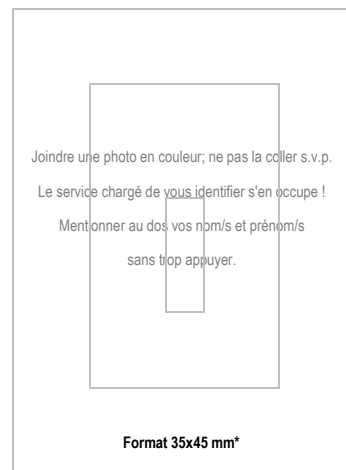 Joindre une photo en couleur; ne pas la coller s.v.p.
Le service chargé de vous identifier s'en occupe !
Mentionner au dos vos nom/s et prénom/s
sans trop appuyer.
Format 35x45 mm*